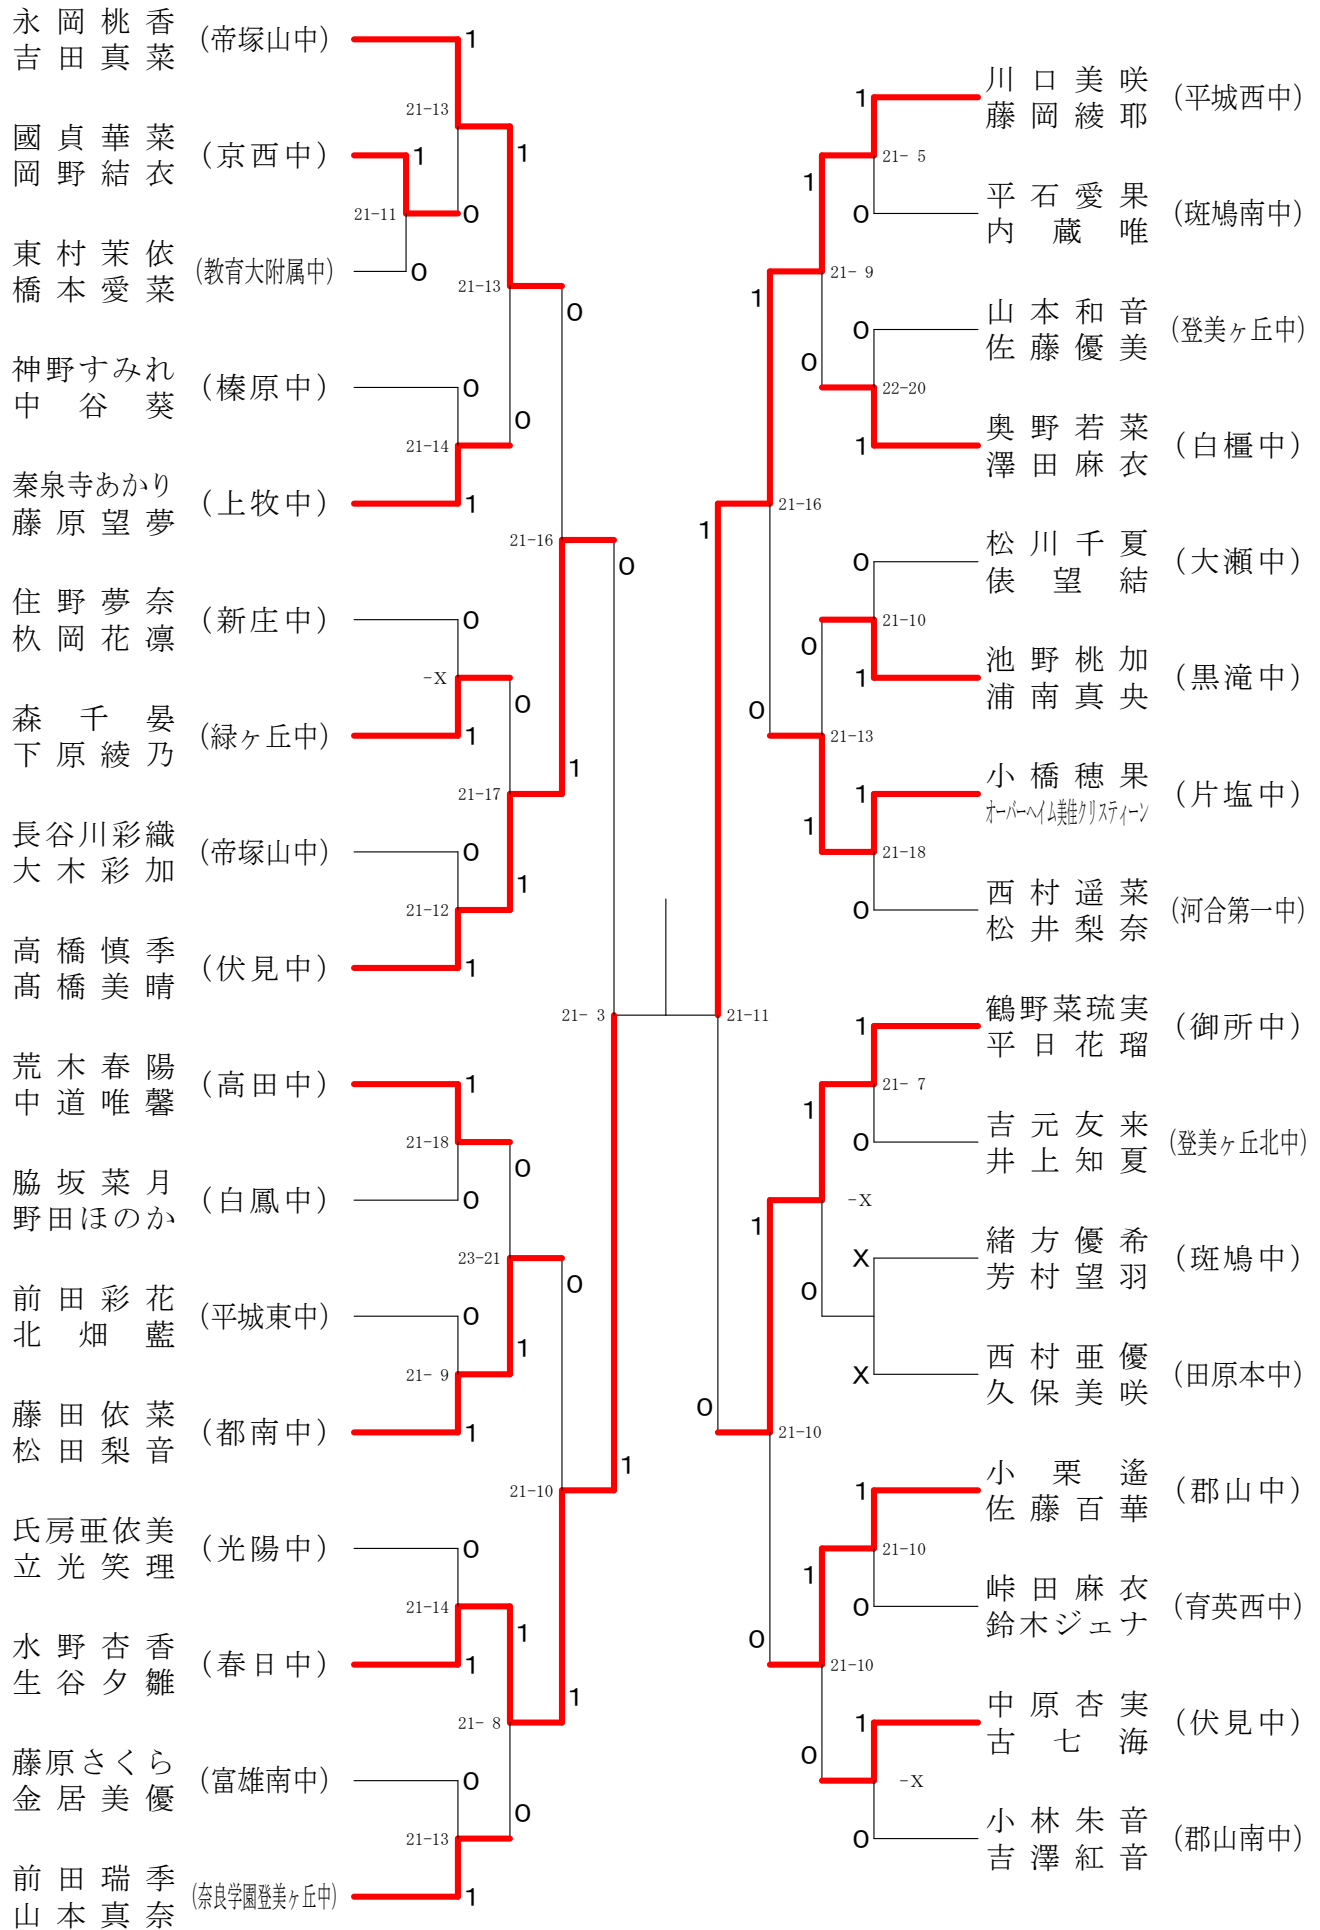 永岡桃香
吉田真菜
(帝塚山中)
1
21-13
國貞華菜
岡野結衣
(京西中)
1
1
21-11
0
東村茉依
橋本愛菜
(教育大附属中)
0
21-13
0
神野すみれ
中谷葵
(榛原中)
0
0
21-14
秦泉寺あかり
藤原望夢
(上牧中)
1
21-16
0
住野夢奈
杦岡花凛
(新庄中)
0
-X
0
森千晏
下原綾乃
(緑ヶ丘中)
1
1
21-17
長谷川彩織
大木彩加
(帝塚山中)
0
1
21-12
高橋慎季
髙橋美晴
(伏見中)
1
21- 3
荒木春陽
中道唯馨
(高田中)
1
21-18
0
脇坂菜月
野田ほのか
(白鳳中)
0
23-21
0
前田彩花
北畑藍
(平城東中)
0
1
21- 9
藤田依菜
松田梨音
(都南中)
1
1
21-10
氏房亜依美
立光笑理
(光陽中)
0
21-14
1
水野杏香
生谷夕雛
(春日中)
1
1
21- 8
藤原さくら
金居美優
(富雄南中)
0
0
21-13
前田瑞季
山本真奈
(奈良学園登美ヶ丘中)
1
川口美咲
藤岡綾耶
(平城西中)
1
21- 5
1
平石愛果
内蔵唯
(斑鳩南中)
0
21- 9
1
山本和音
佐藤優美
(登美ヶ丘中)
0
0
22-20
奥野若菜
澤田麻衣
(白橿中)
1
21-16
1
松川千夏
俵望結
(大瀬中)
0
21-10
0
池野桃加
浦南真央
(黒滝中)
1
0
21-13
小橋穂果
オーバーヘイム美佳クリスティーン
(片塩中)
1
1
21-18
西村遥菜
松井梨奈
(河合第一中)
0
21-11
鶴野菜琉実
平日花瑠
(御所中)
1
21- 7
1
吉元友来
井上知夏
(登美ヶ丘北中)
0
-X
1
緒方優希
芳村望羽
(斑鳩中)
X
0
西村亜優
久保美咲
(田原本中)
X
0
21-10
小栗遙
佐藤百華
(郡山中)
1
21-10
1
峠田麻衣
鈴木ジェナ
(育英西中)
0
0
21-10
中原杏実
古七海
(伏見中)
1
0
-X
小林朱音
吉澤紅音
(郡山南中)
0